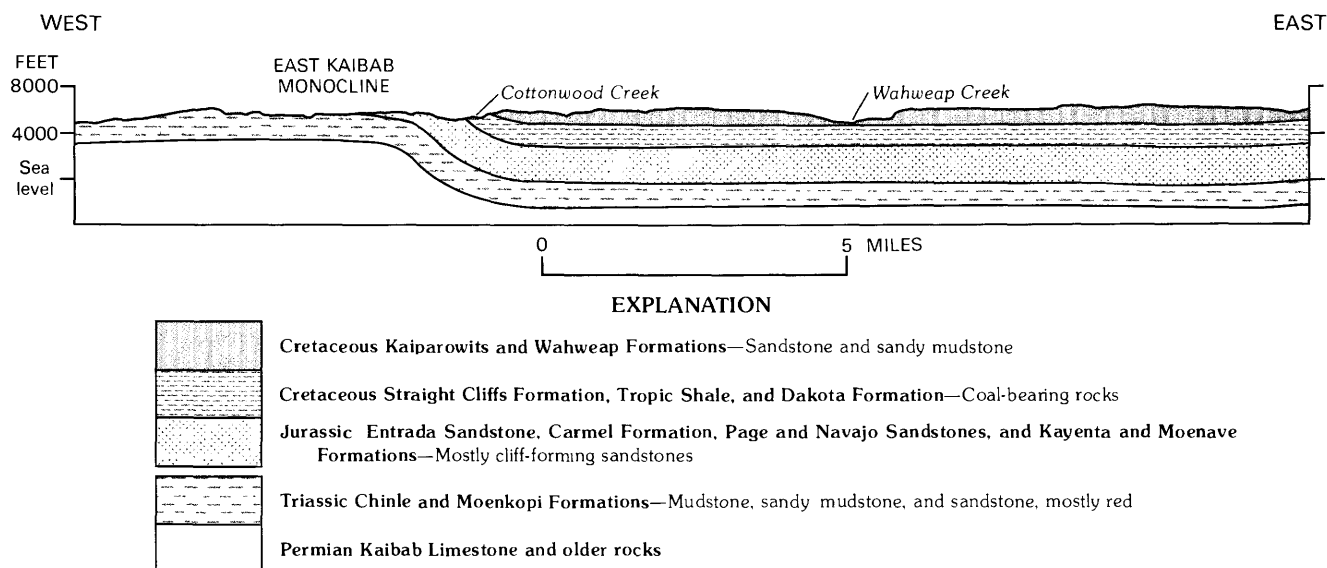 WEST
EAST
FEET
8000
4000
Sea
level
EAST KAIBAB
MONOCLINE
Cottonwood Creek
Wahweap Creek
0 5 MILES
EXPLANATION
Cretaceous Kaiparowits and Wahweap Formations—Sandstone and sandy mudstone
Cretaceous Straight Cliffs Formation, Tropic Shale, and Dakota Formation—Coal-bearing rocks
Jurassic Entrada Sandstone, Carmel Formation, Page and Navajo Sandstones, and Kayenta and Moenave
Formations—Mostly cliff-forming sandstones
Triassic Chinle and Moenkopi Formations—Mudstone, sandy mudstone, and sandstone, mostly red
Permian Kaibab Limestone and older rocks